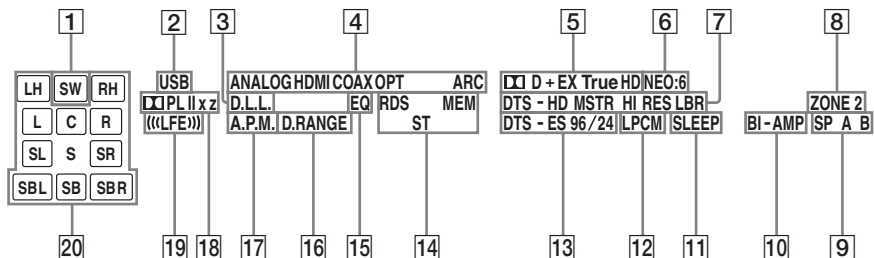 1 2 3 4 5 6 7 8
LH SW RH USB ANALOG HDMI COAX OPT ARC D + EX True HD NEO:6
PL II x z D.L.L. EQ RDS MEM DTS - HD MSTR HI RES LBR ZONE 2
L C R (((LFE))) A.P.M. D.RANGE ST DTS - ES 96/24 LPCM SLEEP BI - AMP SP A B
SL S SR
SBL SB SBR
20 19 18 17 16 15 14 13 12 11 10 9